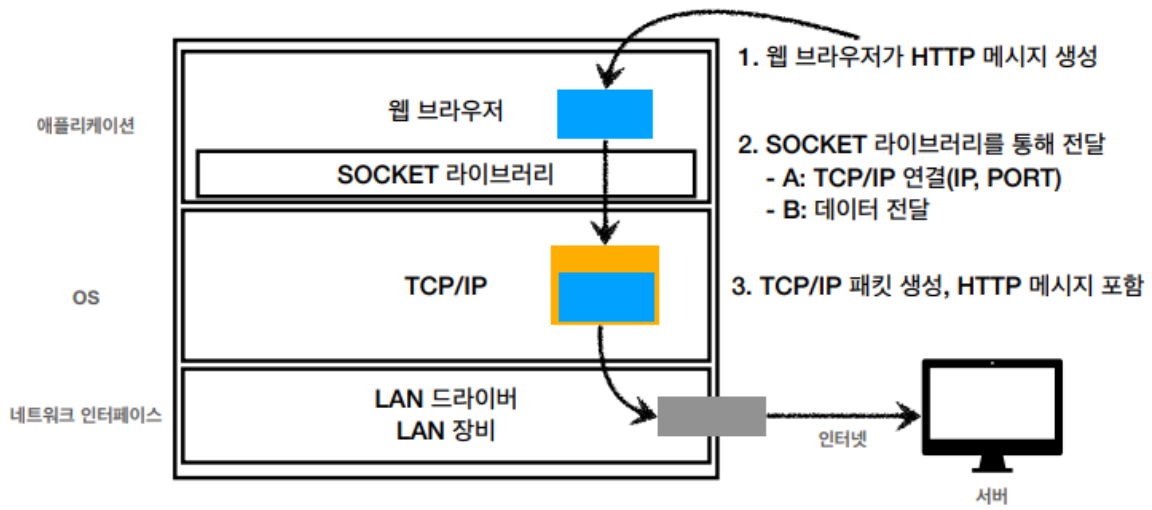 1. 웹 브라우저가 HTTP 메시지 생성
애플리케이션
웹 브라우저
2. SOCKET 라이브러리를 통해 전달
- A: TCP/IP 연결(IP, PORT)
- B: 데이터 전달
SOCKET 라이브러리
OS
TCP/IP
3. TCP/IP 패킷 생성, HTTP 메시지 포함
네트워크 인터페이스
LAN 드라이버
LAN 장비
인터넷
서버